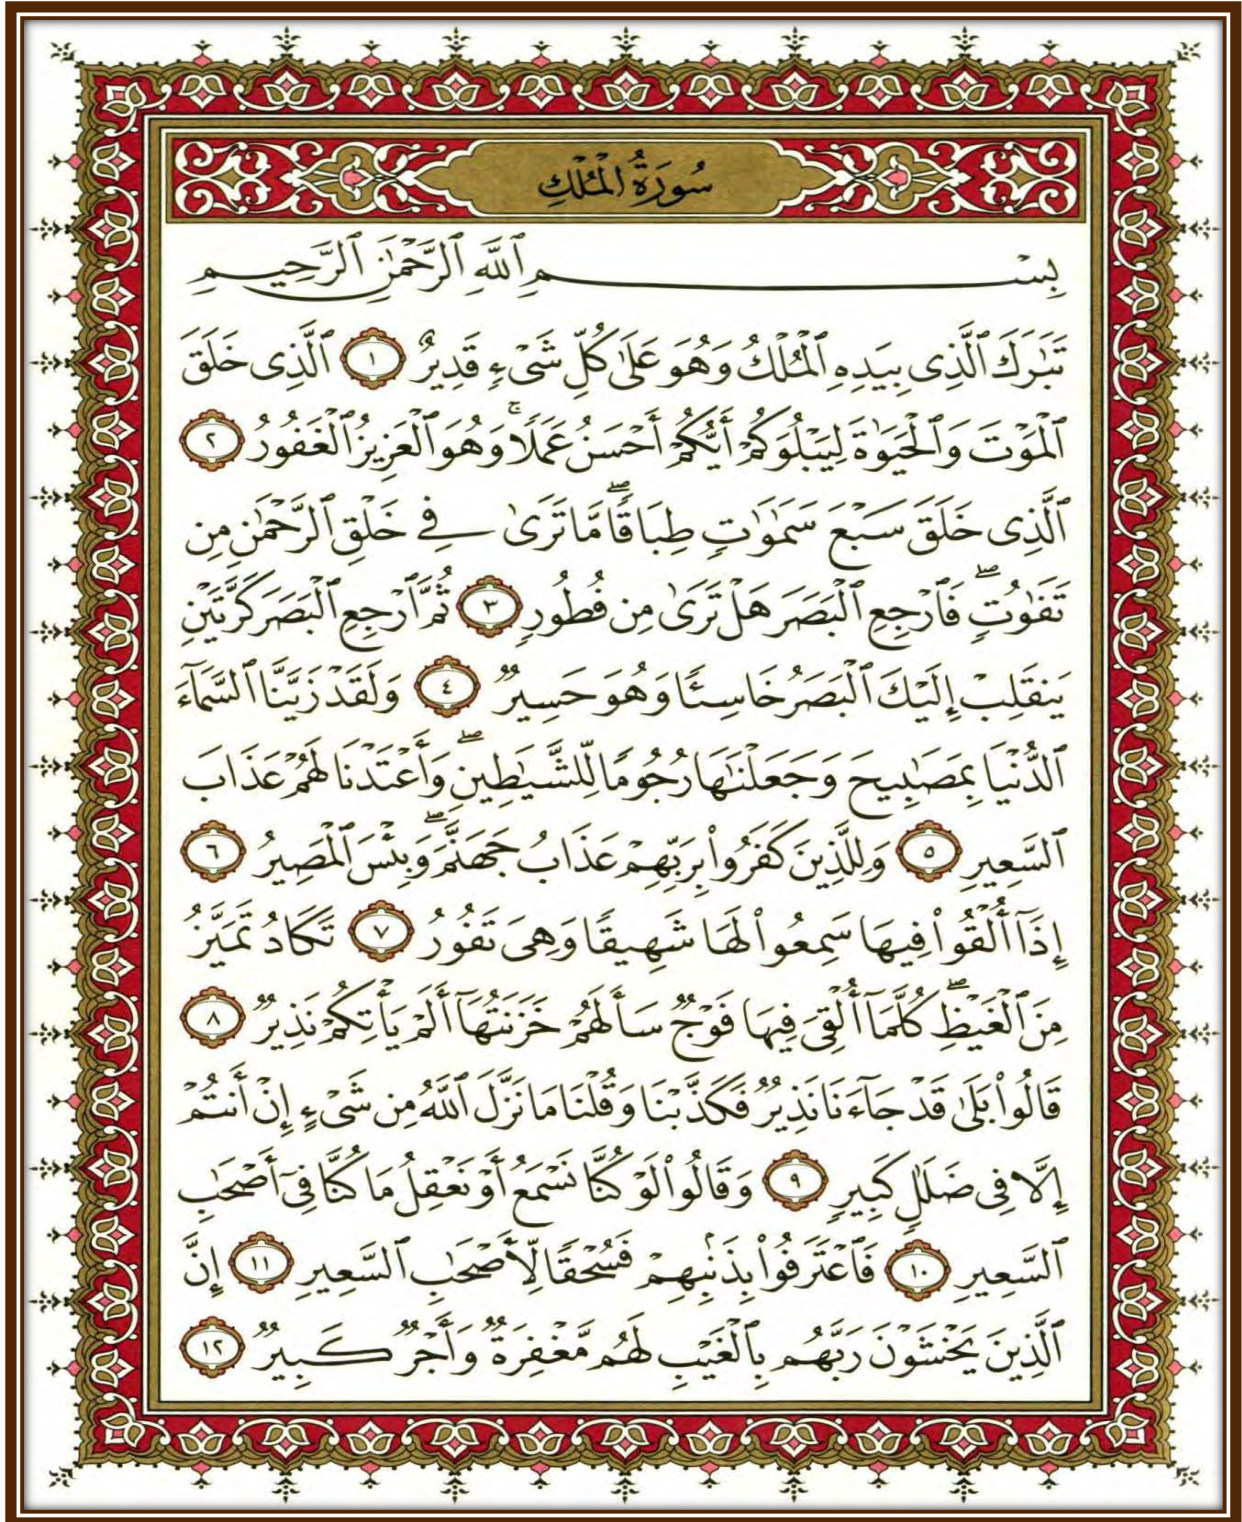 سُورَةُ الْمُلْكِ
بِسْمِ ٱللَّهِ ٱلرَّحْمَٰنِ ٱلرَّحِيمِ
تَبَٰرَكَ ٱلَّذِى بِيَدِهِ ٱلْمُلْكُ وَهُوَ عَلَىٰ كُلِّ شَىْءٍ قَدِيرٌ ١ ٱلَّذِى خَلَقَ
ٱلْمَوْتَ وَٱلْحَيَوٰةَ لِيَبْلُوَكُمْ أَيُّكُمْ أَحْسَنُ عَمَلًا ۚ وَهُوَ ٱلْعَزِيزُ ٱلْغَفُورُ ٢
ٱلَّذِى خَلَقَ سَبْعَ سَمَٰوَٰتٍ طِبَاقًا ۖ مَّا تَرَىٰ فِى خَلْقِ ٱلرَّحْمَٰنِ مِن
تَفَٰوُتٍ ۖ فَٱرْجِعِ ٱلْبَصَرَ هَلْ تَرَىٰ مِن فُطُورٍ ٣ ثُمَّ ٱرْجِعِ ٱلْبَصَرَ كَرَّتَيْنِ
يَنقَلِبْ إِلَيْكَ ٱلْبَصَرُ خَاسِئًا وَهُوَ حَسِيرٌ ٤ وَلَقَدْ زَيَّنَّا ٱلسَّمَآءَ
ٱلدُّنْيَا بِمَصَٰبِيحَ وَجَعَلْنَٰهَا رُجُومًا لِّلشَّيَٰطِينِ ۖ وَأَعْتَدْنَا لَهُمْ عَذَابَ
ٱلسَّعِيرِ ٥ وَلِلَّذِينَ كَفَرُوا۟ بِرَبِّهِمْ عَذَابُ جَهَنَّمَ ۖ وَبِئْسَ ٱلْمَصِيرُ ٦
إِذَآ أُلْقُوا۟ فِيهَا سَمِعُوا۟ لَهَا شَهِيقًا وَهِىَ تَفُورُ ٧ تَكَادُ تَمَيَّزُ
مِنَ ٱلْغَيْظِ ۖ كُلَّمَآ أُلْقِىَ فِيهَا فَوْجٌ سَأَلَهُمْ خَزَنَتُهَآ أَلَمْ يَأْتِكُمْ نَذِيرٌ ٨
قَالُوا۟ بَلَىٰ قَدْ جَآءَنَا نَذِيرٌ فَكَذَّبْنَا وَقُلْنَا مَا نَزَّلَ ٱللَّهُ مِن شَىْءٍ إِنْ أَنتُمْ
إِلَّا فِى ضَلَٰلٍ كَبِيرٍ ٩ وَقَالُوا۟ لَوْ كُنَّا نَسْمَعُ أَوْ نَعْقِلُ مَا كُنَّا فِىٓ أَصْحَٰبِ
ٱلسَّعِيرِ ١٠ فَٱعْتَرَفُوا۟ بِذَنۢبِهِمْ فَسُحْقًا لِّأَصْحَٰبِ ٱلسَّعِيرِ ١١ إِنَّ
ٱلَّذِينَ يَخْشَوْنَ رَبَّهُم بِٱلْغَيْبِ لَهُم مَّغْفِرَةٌ وَأَجْرٌ كَبِيرٌ ١٢